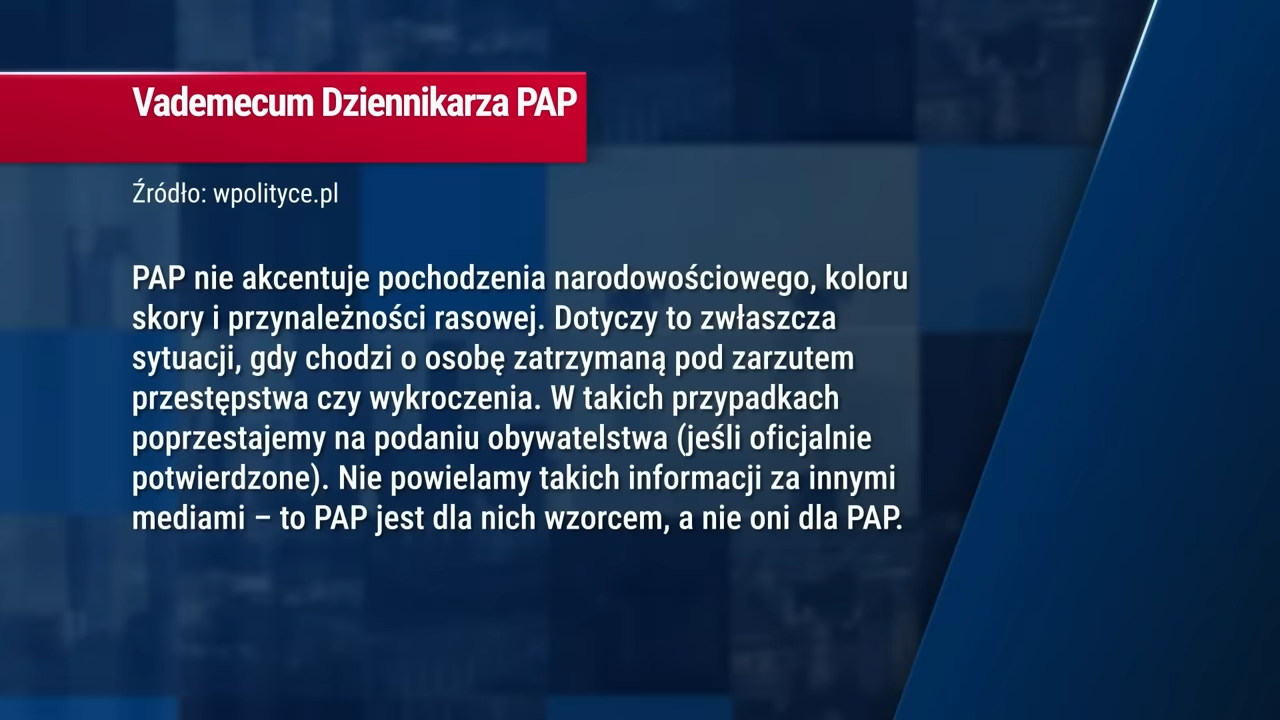 Vademecum Dziennikarza PAP
Źródło: wpolityce.pl
PAP nie akcentuje pochodzenia narodowościowego, koloru
skory i przynależności rasowej. Dotyczy to zwłaszcza
sytuacji, gdy chodzi o osobę zatrzymaną pod zarzutem
przestępstwa czy wykroczenia. W takich przypadkach
poprzestajemy na podaniu obywatelstwa (jeśli oficjalnie
potwierdzone). Nie powielamy takich informacji za innymi
mediami – to PAP jest dla nich wzorcem, a nie oni dla PAP.